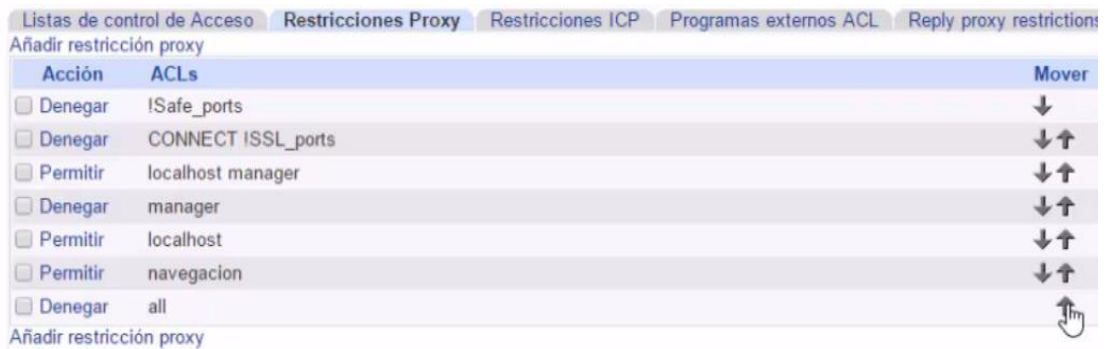 Listas de control de Acceso Restricciones Proxy Restricciones ICP Programas externos ACL Reply proxy restrictions
Añadir restricción proxy
Acción ACLs Mover
Denegar !Safe_ports
Denegar CONNECT !SSL_ports
Permitir localhost manager
Denegar manager
Permitir localhost
Permitir navegacion
Denegar all
Añadir restricción proxy